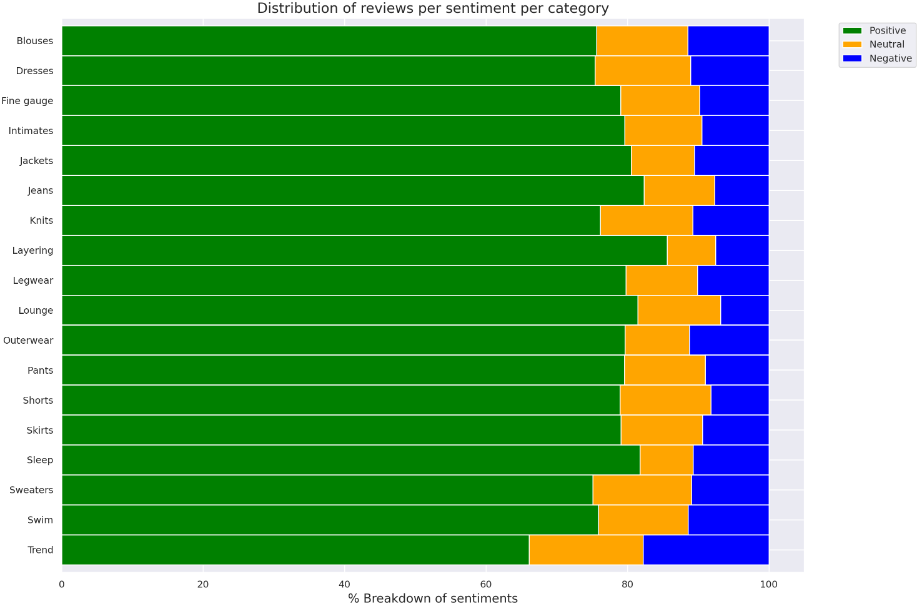 Distribution of reviews per sentiment per category
Positive
Neutral
Negative
Blouses
Dresses
Fine gauge
Intimates
Jackets
Jeans
Knits
Layering
Legwear
Lounge
Outerwear
Pants
Shorts
Skirts
Sleep
Sweaters
Swim
Trend
0 20 40 60 80 100
% Breakdown of sentiments